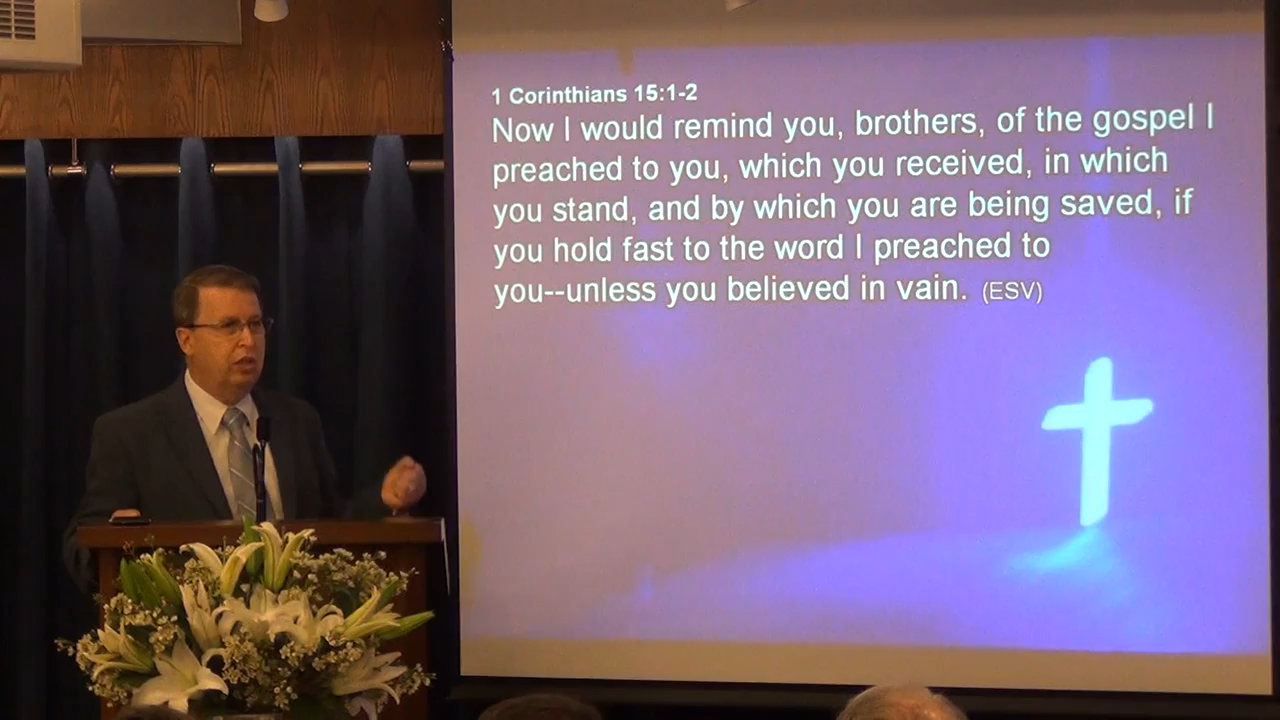 1 Corinthians 15:1-2
Now I would remind you, brothers, of the gospel I
preached to you, which you received, in which
you stand, and by which you are being saved, if
you hold fast to the word I preached to
you--unless you believed in vain. (ESV)